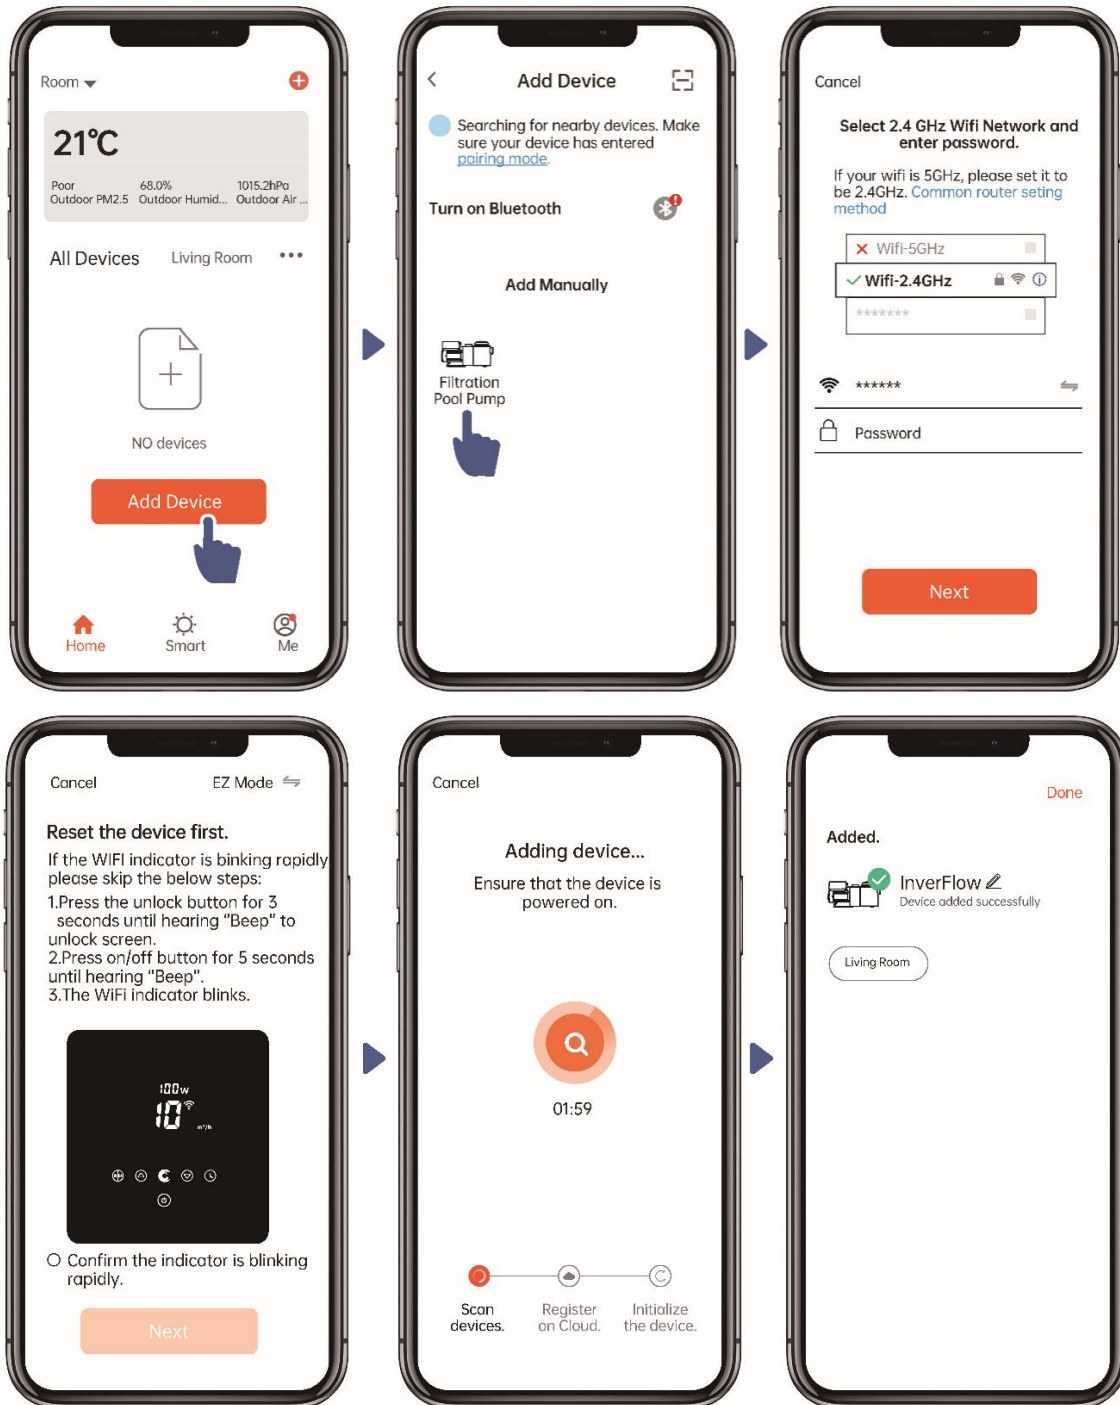 Room
21℃
Poor 68.0% 1015.2hPa
Outdoor PM2.5 Outdoor Humid... Outdoor Air ...
All Devices Living Room
NO devices
Add Device
Home Smart Me
Add Device
Searching for nearby devices. Make
sure your device has entered
pairing mode.
Turn on Bluetooth
Add Manually
Filtration
Pool Pump
Cancel
Select 2.4 GHz Wifi Network and
enter password.
If your wifi is 5GHz, please set it to
be 2.4GHz. Common router seting
method
Wifi-5GHz
Wifi-2.4GHz
*******
******
Password
Next
Cancel EZ Mode
Reset the device first.
If the WIFI indicator is binking rapidly
please skip the below steps:
1.Press the unlock button for 3
seconds until hearing "Beep" to
unlock screen.
2.Press on/off button for 5 seconds
until hearing "Beep".
3.The WiFi indicator blinks.
100w
10
m³/h
Confirm the indicator is blinking
rapidly.
Next
Cancel
Adding device...
Ensure that the device is
powered on.
01:59
Scan Register Initialize
devices. on Cloud. the device.
Done
Added.
InverFlow
Device added successfully
Living Room